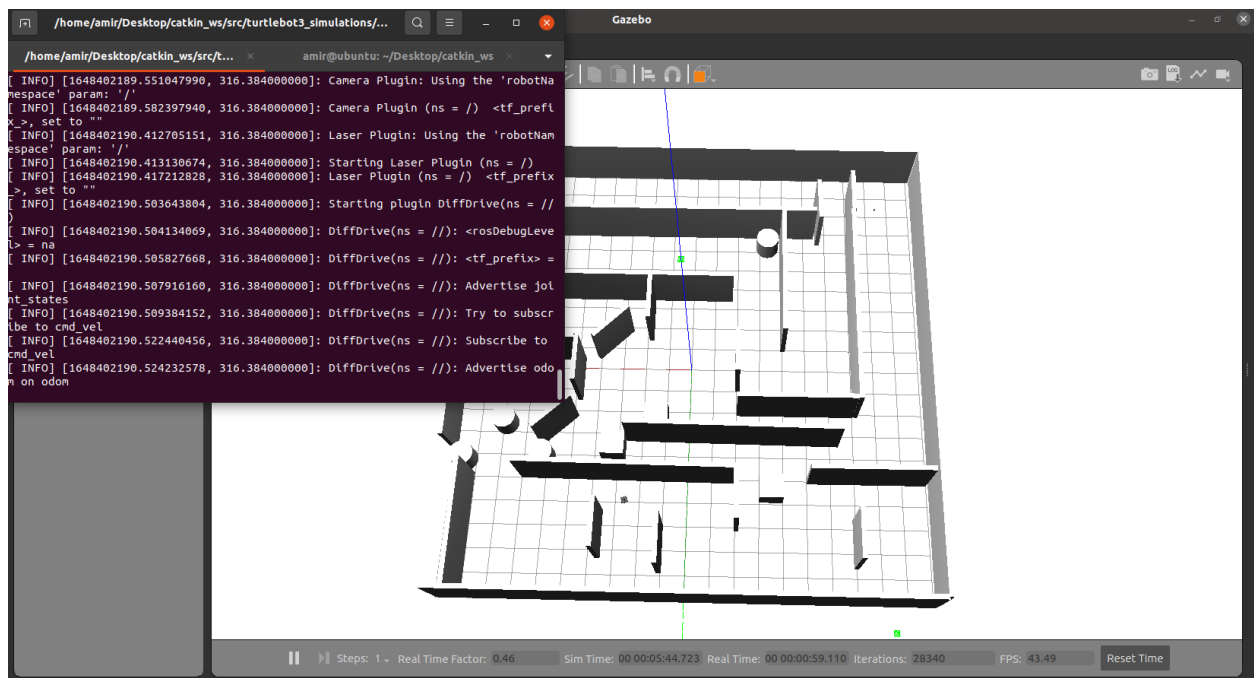 /home/amir/Desktop/catkin_ws/src/turtlebot3_simulations/...
Gazebo
/home/amir/Desktop/catkin_ws/src/t...
amir@ubuntu: ~/Desktop/catkin_ws
[ INFO] [1648402189.551047990, 316.384000000]: Camera Plugin: Using the 'robotNa
mespace' param: '/'
[ INFO] [1648402189.582397940, 316.384000000]: Camera Plugin (ns = /)  <tf_prefi
x_>, set to ""
[ INFO] [1648402190.412705151, 316.384000000]: Laser Plugin: Using the 'robotNam
espace' param: '/'
[ INFO] [1648402190.413130674, 316.384000000]: Starting Laser Plugin (ns = /)
[ INFO] [1648402190.417212828, 316.384000000]: Laser Plugin (ns = /)  <tf_prefix
_>, set to ""
[ INFO] [1648402190.503643804, 316.384000000]: Starting plugin DiffDrive(ns = //
)
[ INFO] [1648402190.504134069, 316.384000000]: DiffDrive(ns = //): <rosDebugLeve
l> = na
[ INFO] [1648402190.505827668, 316.384000000]: DiffDrive(ns = //): <tf_prefix> =
[ INFO] [1648402190.507916160, 316.384000000]: DiffDrive(ns = //): Advertise joi
nt_states
[ INFO] [1648402190.509384152, 316.384000000]: DiffDrive(ns = //): Try to subscr
ibe to cmd_vel
[ INFO] [1648402190.522440456, 316.384000000]: DiffDrive(ns = //): Subscribe to
cmd_vel
[ INFO] [1648402190.524232578, 316.384000000]: DiffDrive(ns = //): Advertise odo
m on odom
LOG
Steps: 1 Real Time Factor: 0.46 Sim Time: 00 00:05:44.723 Real Time: 00 00:00:59.110 Iterations: 28340 FPS: 43.49 Reset Time